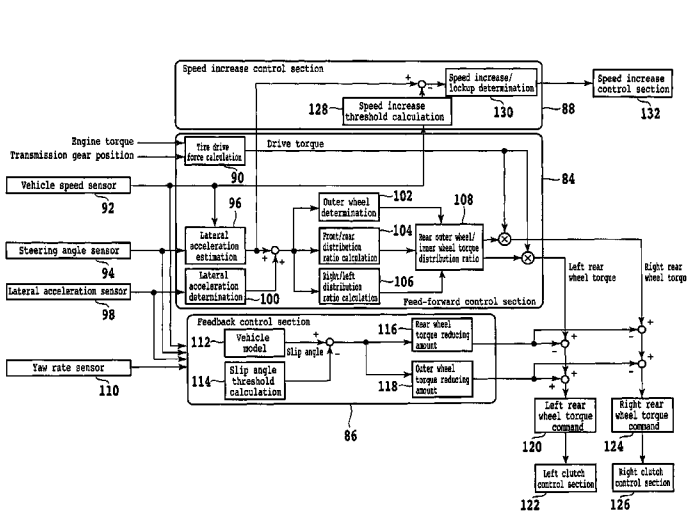 Speed increase control section
Speed increase/
lockup determination
130
Speed increase
control section
132
128
Speed increase
threshold calculation
88
Engine torque
Transmission gear position
Tire drive
force calculation
90
Drive torque
84
Vehicle speed sensor
92
96
Outer wheel
determination
102
108
Steering angle sensor
94
Lateral
acceleration
estimation
Front/rear
distribution
ratio calculation
104
Rear outer wheel/
inner wheel torque
distribution ratio
Lateral acceleration sensor
98
Lateral
acceleration
determination
100
Right/left
distribution
ratio calculation
106
Feed-forward control section
Left rear
wheel torque
Right rear
wheel torqu
Feedback control section
112
Vehicle
model
Slip angle
116
Rear wheel
torque reducing
amount
Yaw rate sensor
110
114
Slip angle
threshold
calculation
118
Outer wheel
torque reducing
amount
86
Left rear
wheel torque
command
120
Right rear
wheel torque
command
124
Left clutch
control section
122
Right clutch
control section
126
+
-
+
+
+
-
+
-
+
-
+
+
+
-